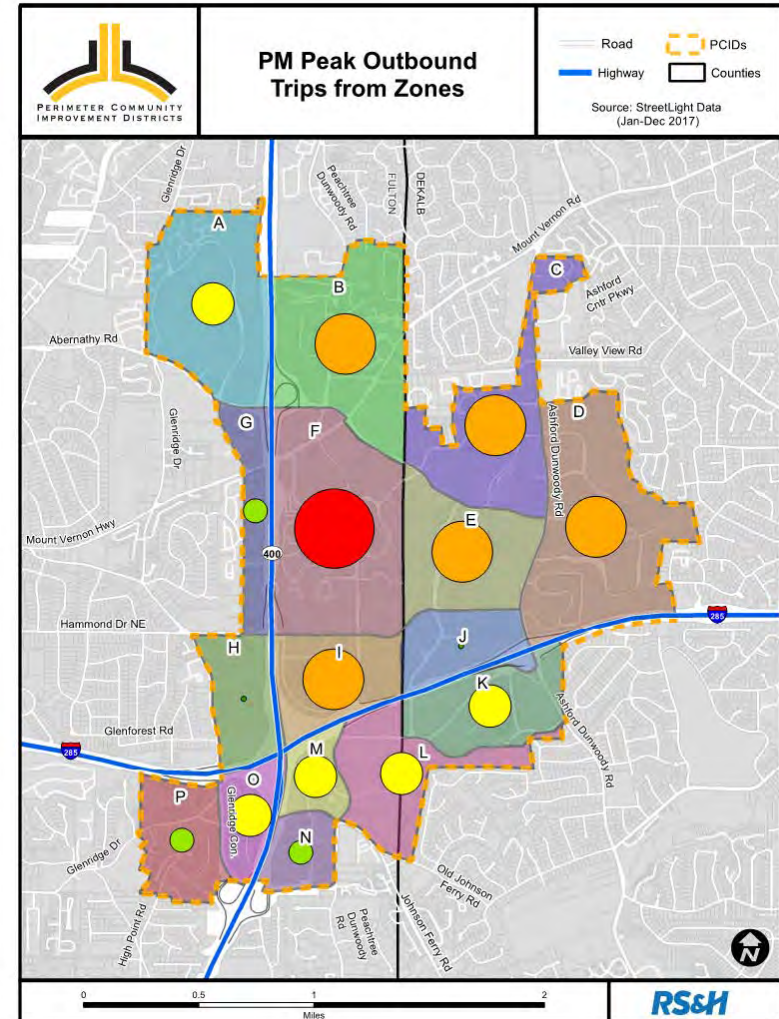 PERIMETER COMMUNITY
IMPROVEMENT DISTRICTS
PM Peak Outbound
Trips from Zones
Road
PCIDs
Highway
Counties
Source: StreetLight Data
(Jan-Dec 2017)
Glenridge Dr
Peachtree
Dunwoody Rd
FULTON
DEKALB
Mount Vernon Rd
A
B
C
Ashford
Cntr Pkwy
Abernathy Rd
Valley View Rd
Glenridge Dr
G
F
Ashford Dunwoody Rd
D
E
Mount Vernon Hwy
400
Hammond Dr NE
285
H
I
J
K
Glenforest Rd
Ashford Dunwoody Rd
285
M
L
O
P
Glenridge Con.
N
Glenridge Dr
High Point Rd
Peachtree
Dunwoody
Rd
Johnson Ferry Rd
Old Johnson
Ferry Rd
N
0
0.5
1
2
Miles
RS&H